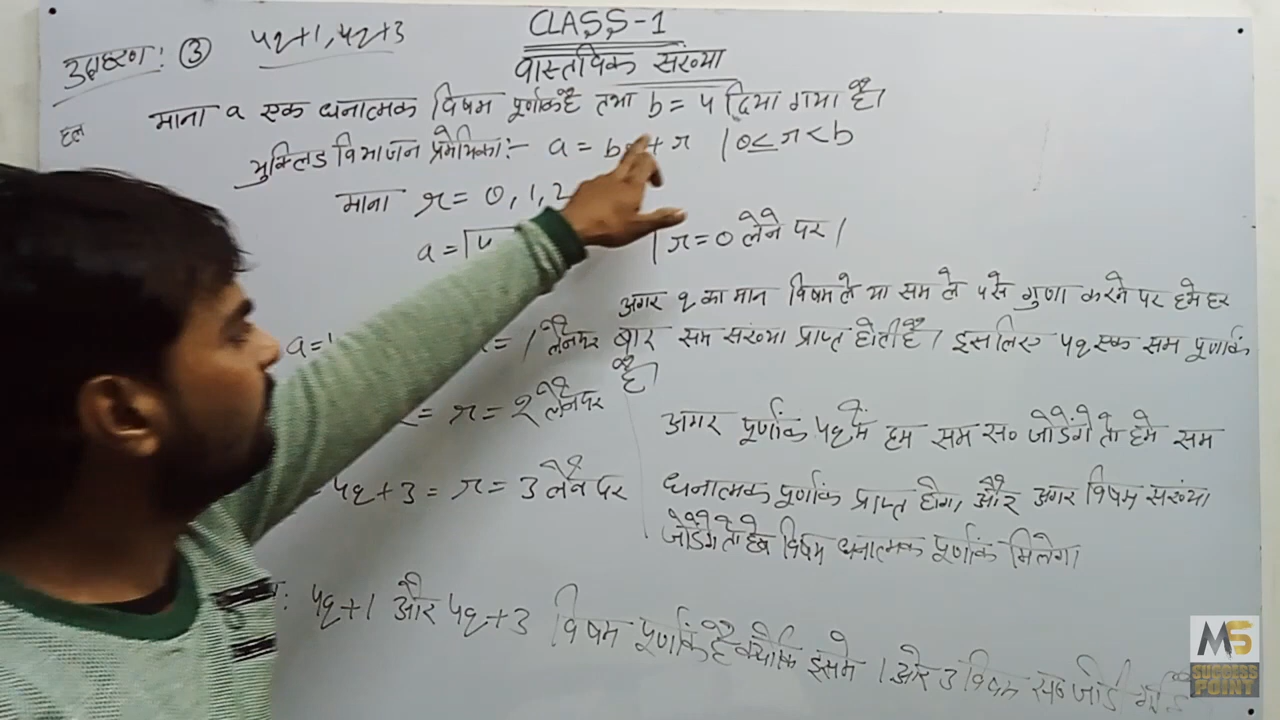 CLASS-1
वास्तविक संख्या
उदाहरण: ③ 4q+1, 4q+3
हल माना a एक धनात्मक विषम पूर्णांक है तथा b = 4 दिया गया है।
युक्लिड विभाजन प्रमेयिका:- a = b + r | 0 ≤ r < b
माना r = 0, 1, 2
a = 4 | r = 0 लेने पर |
a = 1 लेने पर
r = 2 लेने पर
4q + 3 = r = 3 लेने पर
अगर q का मान विषम ले या सम ले 4 से गुणा करने पर हमे हर
बार सम संख्या प्राप्त होती है। इसलिए 4q एक सम पूर्णांक
है।
अगर पूर्णांक 4q में हम सम सं० जोड़ेंगे तो हमे सम
धनात्मक पूर्णांक प्राप्त होगा, और अगर विषम संख्या
जोड़ेंगे तो विषम धनात्मक पूर्णांक मिलेगा।
4q+1 और 4q+3 विषम पूर्णांक है क्योंकि इसमे 1 और 3 विषम सं० जोड़ी
MS
SUCCESS
POINT